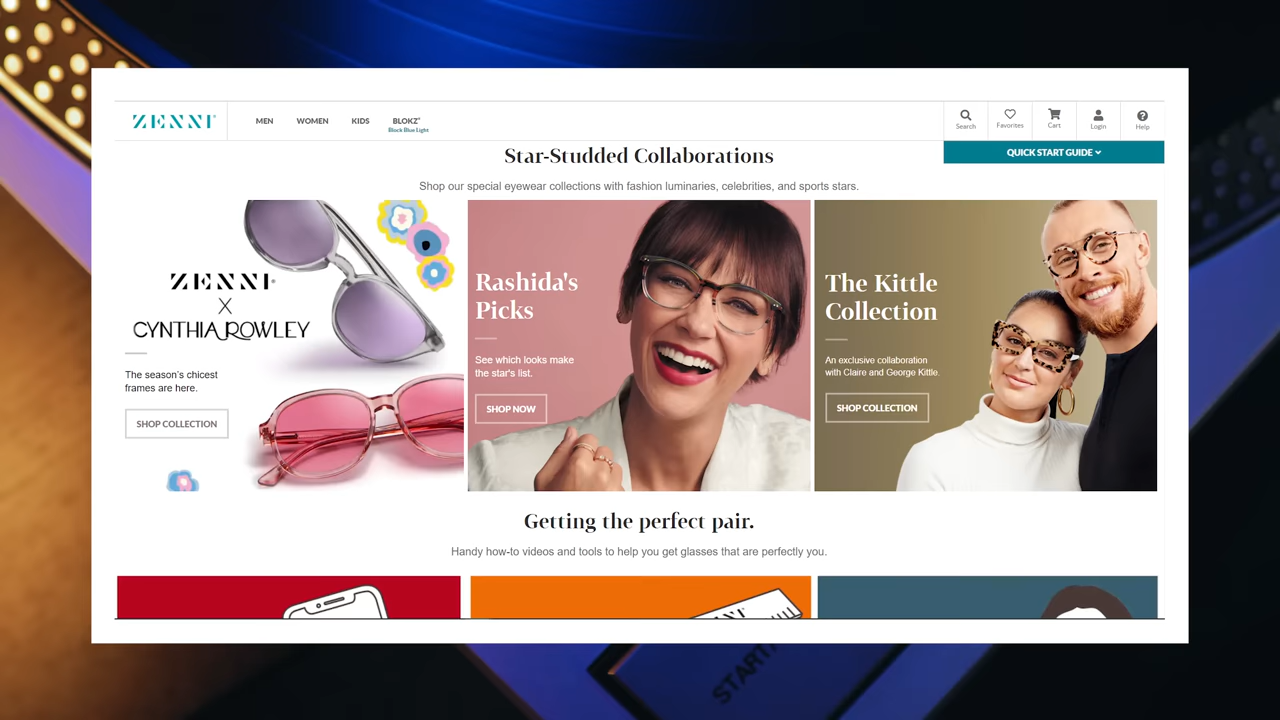 ZENNI®
MEN
WOMEN
KIDS
BLOKZ®
Block Blue Light
Search
Favorites
Cart
Login
Help
QUICK START GUIDE
Star-Studded Collaborations
Shop our special eyewear collections with fashion luminaries, celebrities, and sports stars.
ZENNI®
X
CYNTHIA ROWLEY
The season's chicest
frames are here.
SHOP COLLECTION
Rashida's
Picks
See which looks make
the star's list.
SHOP NOW
The Kittle
Collection
An exclusive collaboration
with Claire and George Kittle.
SHOP COLLECTION
Getting the perfect pair.
Handy how-to videos and tools to help you get glasses that are perfectly you.